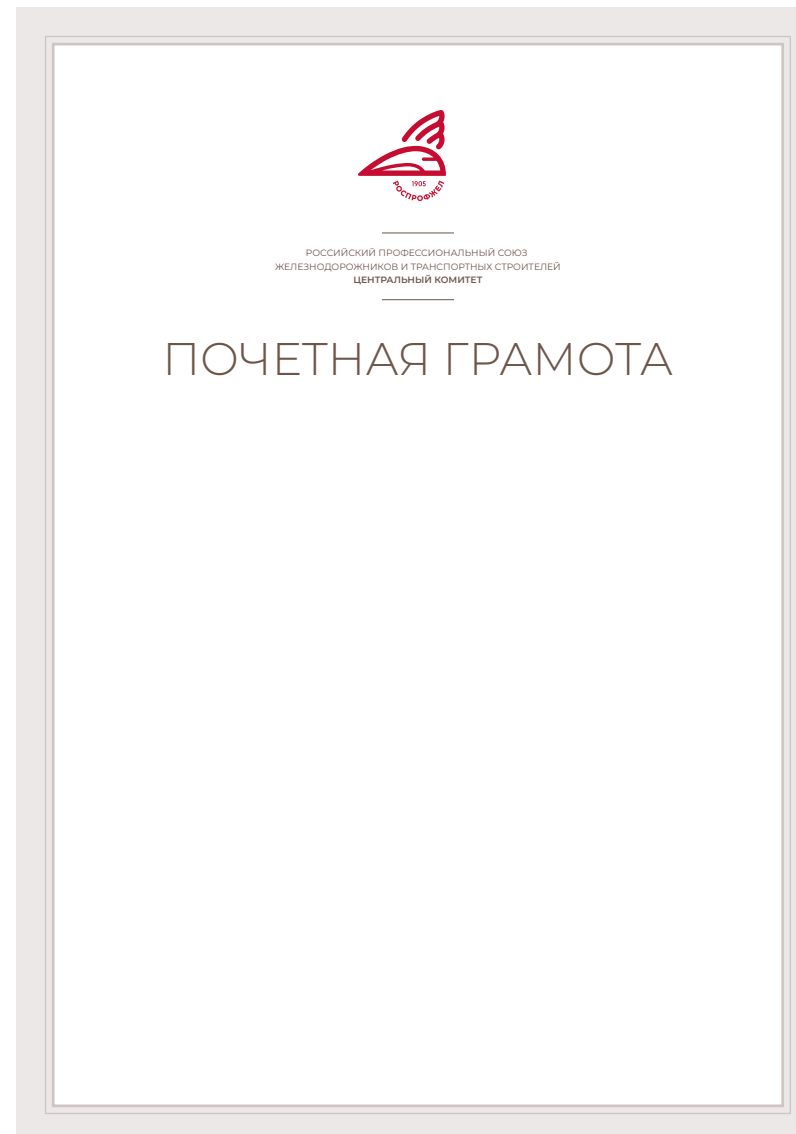 1905
РОСПРОФЖЕЛ
РОССИЙСКИЙ ПРОФЕССИОНАЛЬНЫЙ СОЮЗ
ЖЕЛЕЗНОДОРОЖНИКОВ И ТРАНСПОРТНЫХ СТРОИТЕЛЕЙ
ЦЕНТРАЛЬНЫЙ КОМИТЕТ
ПОЧЕТНАЯ ГРАМОТА